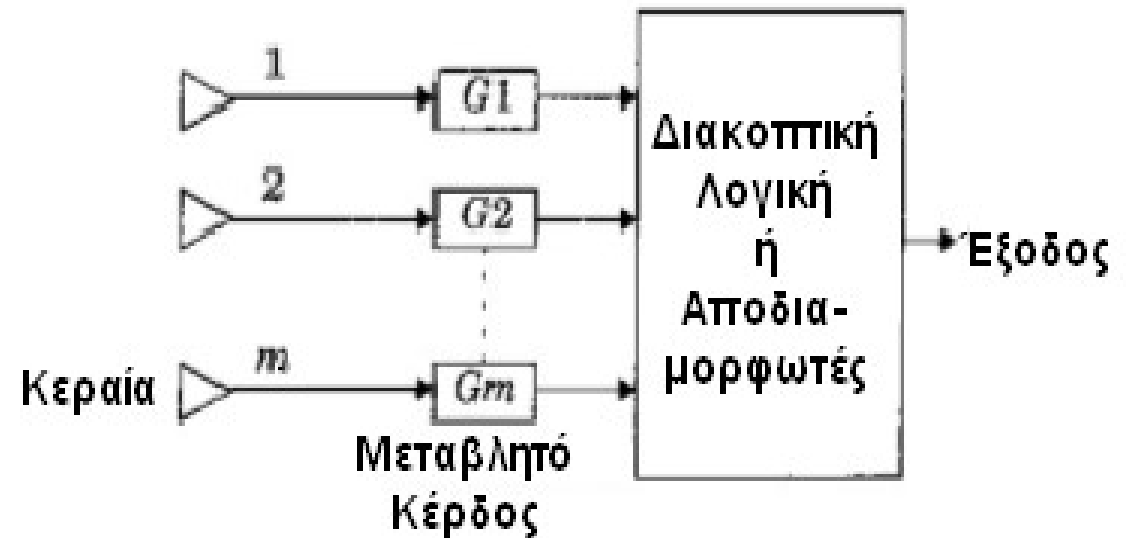 1
G1
2
G2
m
Gm
Κεραία
Μεταβλητό
Κέρδος
Διακοπτική
Λογική
ή
Αποδια-
μορφωτές
Έξοδος